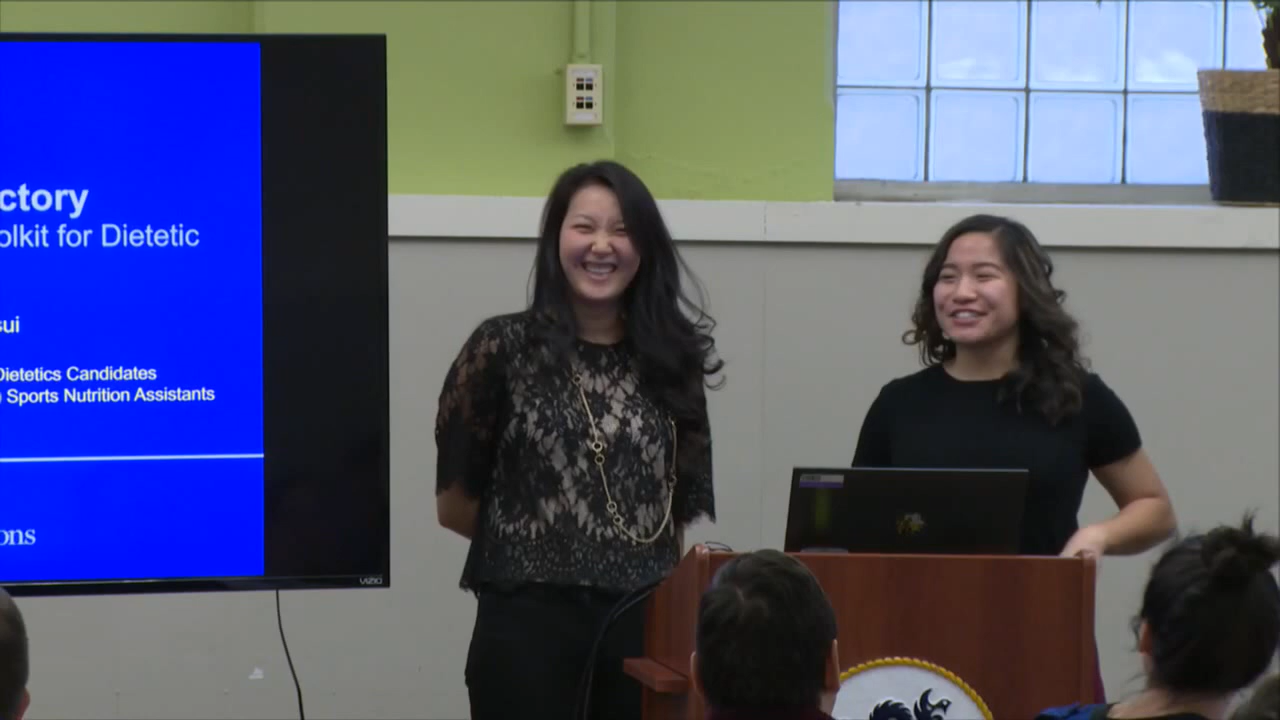 ctory
olkit for Dietetic
sui
Dietetics Candidates
Sports Nutrition Assistants
ons
VIZIO